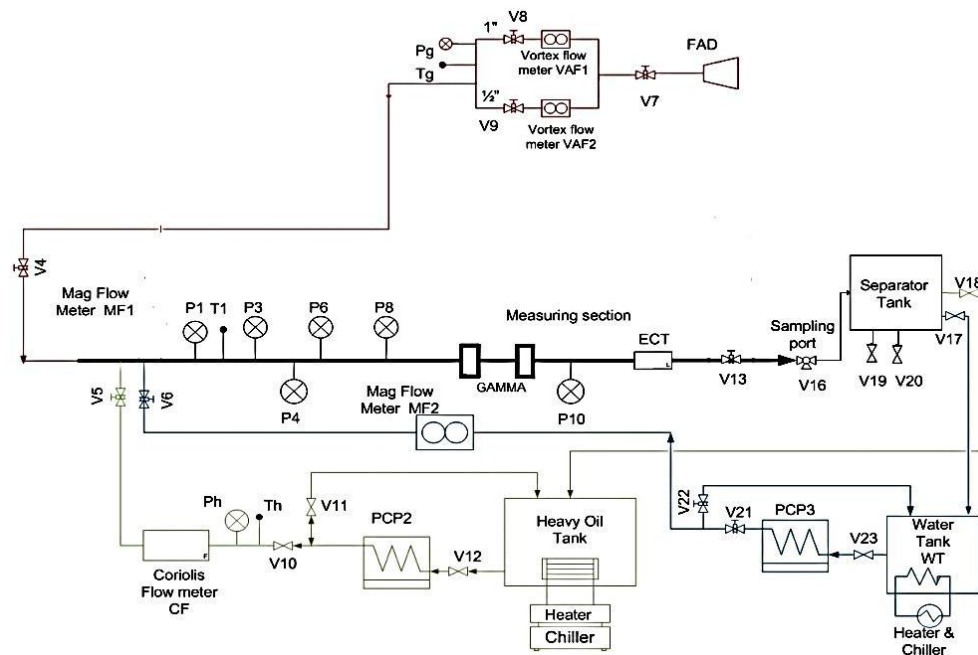 V8
1"
FAD
Pg
Vortex flow
meter VAF1
Tg
V7
½"
V9
Vortex flow
meter VAF2
V4
Mag Flow
Meter MF1
P1
T1
P3
P6
P8
Measuring section
ECT
Sampling
port
Separator
Tank
V18
V17
L
V13
V16
V19
V20
GAMMA
V5
V6
P4
Mag Flow
Meter MF2
P10
Ph
Th
V11
PCP2
Heavy Oil
Tank
V22
V21
PCP3
V23
Water
Tank
WT
F
V10
V12
Coriolis
Flow meter
CF
Heater
Chiller
Heater &
Chiller